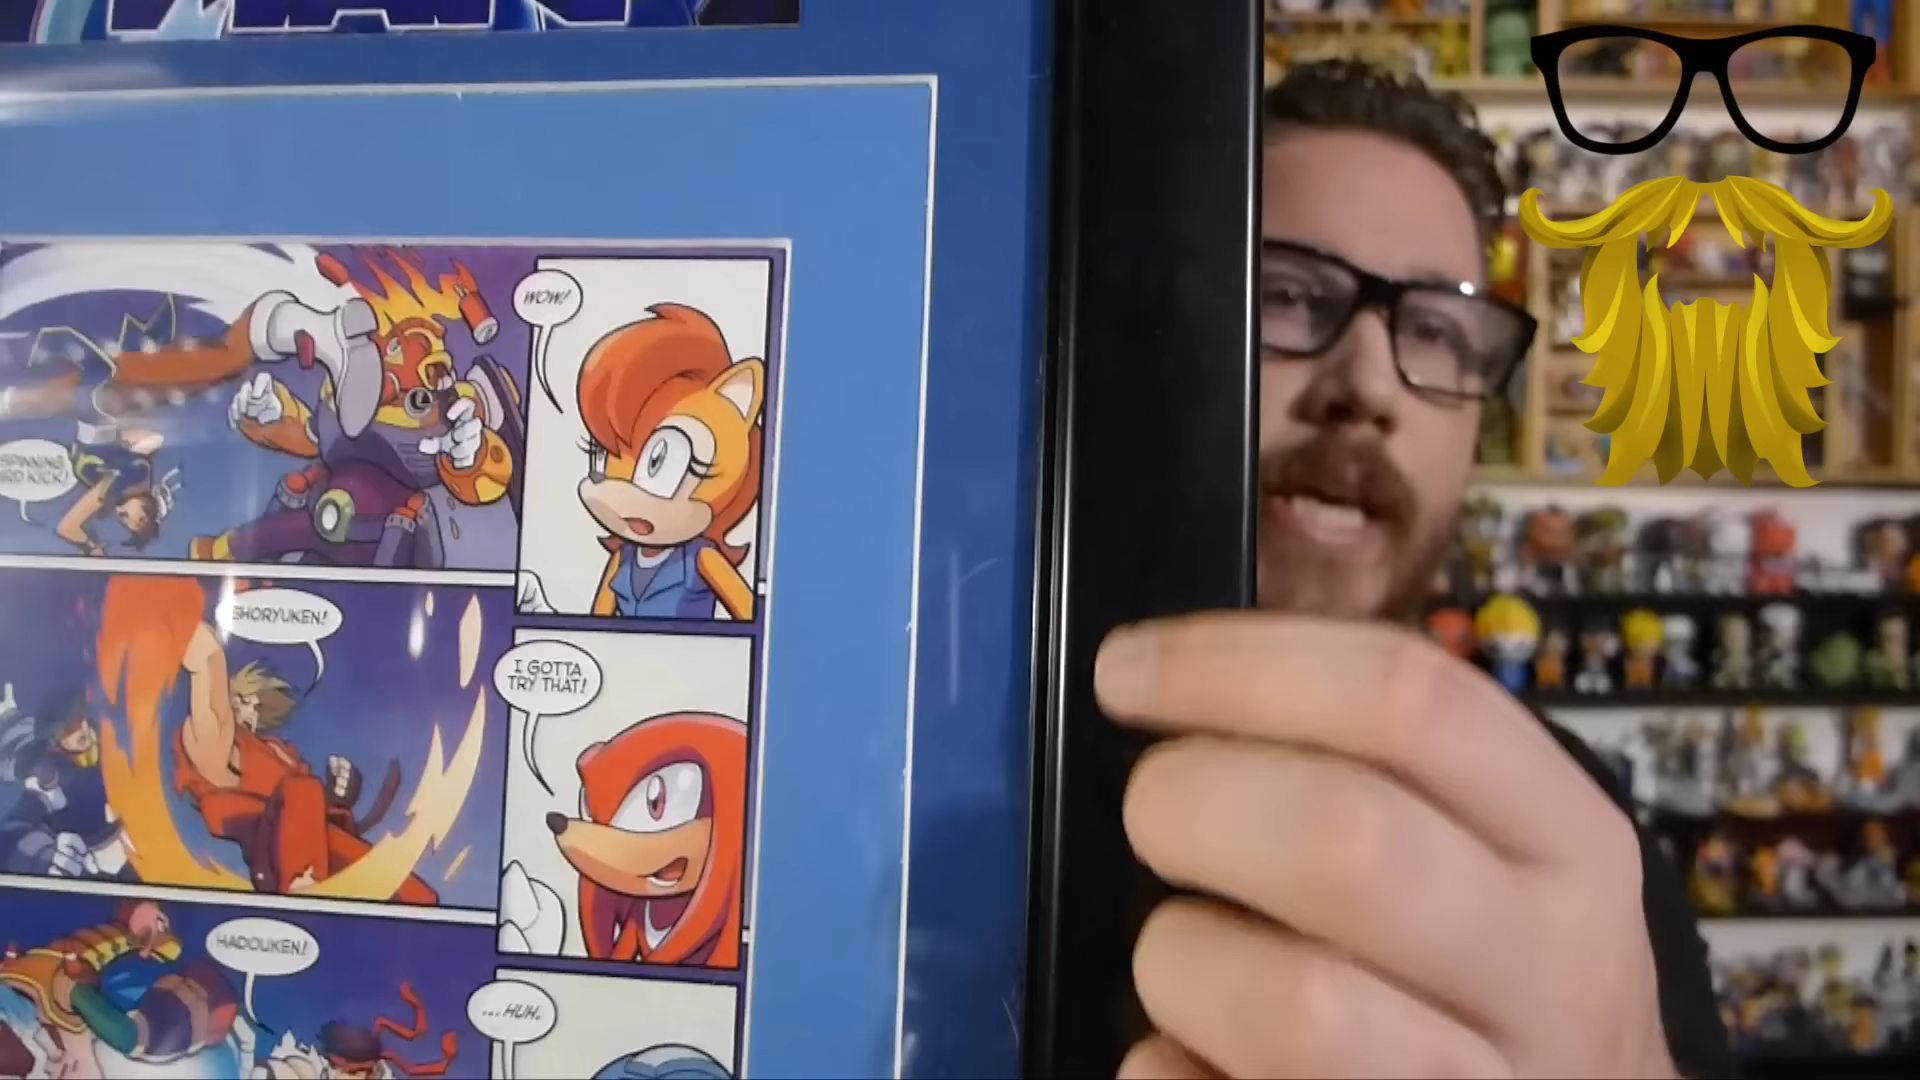 WOW!
SPINNING
BIRD KICK!
SHORYUKEN!
I GOTTA
TRY THAT!
HADOUKEN!
...HUH.